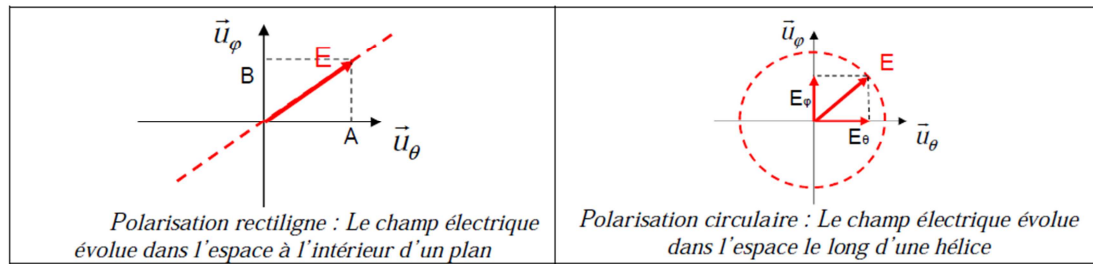 u⃗φ
E
B
A
u⃗θ
Polarisation rectiligne : Le champ électrique
évolue dans l'espace à l'intérieur d'un plan
u⃗φ
E
Eφ
Eθ
u⃗θ
Polarisation circulaire : Le champ électrique évolue
dans l'espace le long d'une hélice